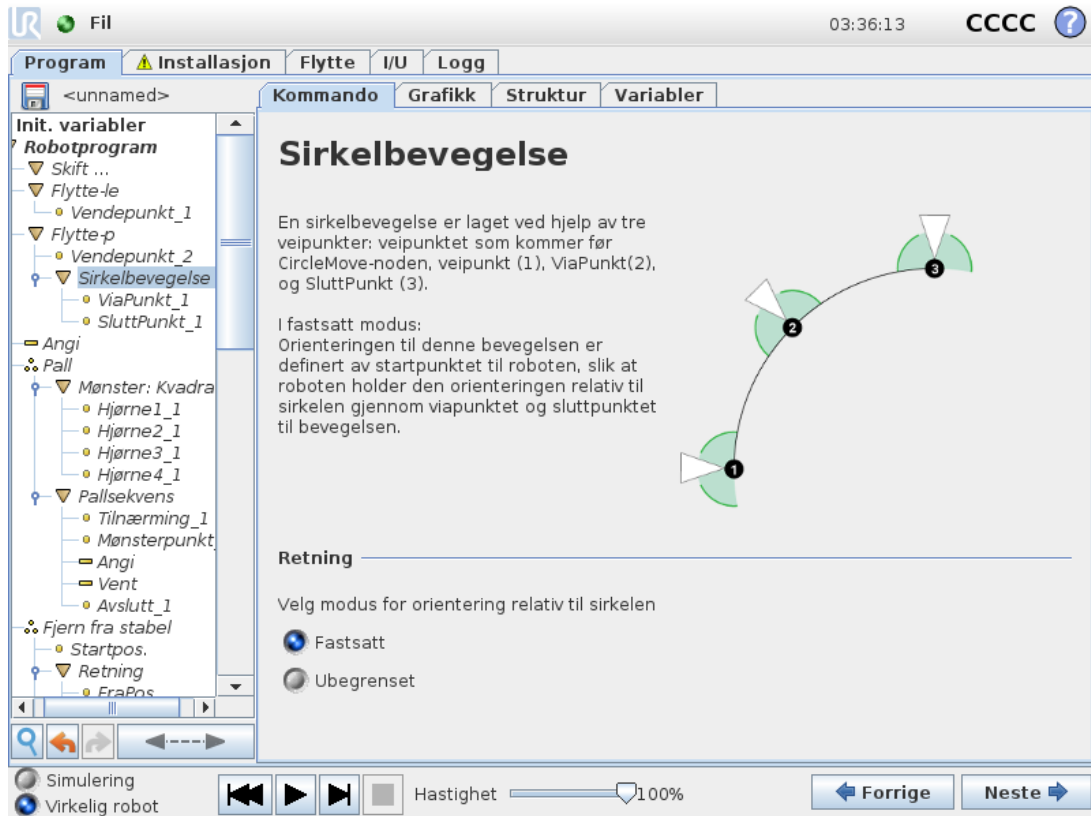 UR Fil 03:36:13 CCCC ?
Program Installasjon Flytte I/U Logg
<unnamed> Kommando Grafikk Struktur Variabler
Init. variabler
Robotprogram
Skift ...
Flytte-le
Vendepunkt_1
Flytte-p
Vendepunkt_2
Sirkelbevegelse
ViaPunkt_1
SluttPunkt_1
Angi
Pall
Mønster: Kvadra
Hjørne1_1
Hjørne2_1
Hjørne3_1
Hjørne4_1
Pallsekvens
Tilnærming_1
Mønsterpunkt_
Angi
Vent
Avslutt_1
Fjern fra stabel
Startpos.
Retning
FraPos
Sirkelbevegelse
En sirkelbevegelse er laget ved hjelp av tre
veipunkter: veipunktet som kommer før
CircleMove-noden, veipunkt (1), ViaPunkt(2),
og SluttPunkt (3).
I fastsatt modus:
Orienteringen til denne bevegelsen er
definert av startpunktet til roboten, slik at
roboten holder den orienteringen relativ til
sirkelen gjennom viapunktet og sluttpunktet
til bevegelsen.
3
2
1
Retning
Velg modus for orientering relativ til sirkelen
Fastsatt
Ubegrenset
Simulering
Virkelig robot
Hastighet 100%
Forrige Neste